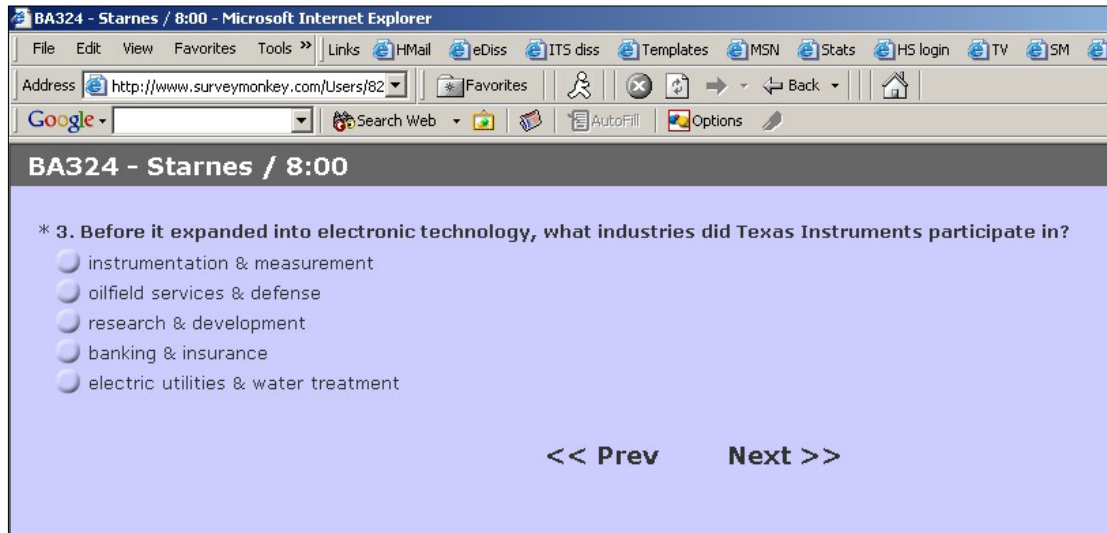 BA324 - Starnes / 8:00 - Microsoft Internet Explorer
File Edit View Favorites Tools » Links HMail eDiss ITS diss Templates MSN Stats HS login TV SM
Address http://www.surveymonkey.com/Users/82 Favorites Back
Google Search Web AutoFill Options
BA324 - Starnes / 8:00
* 3. Before it expanded into electronic technology, what industries did Texas Instruments participate in?
instrumentation & measurement
oilfield services & defense
research & development
banking & insurance
electric utilities & water treatment
<< Prev Next >>